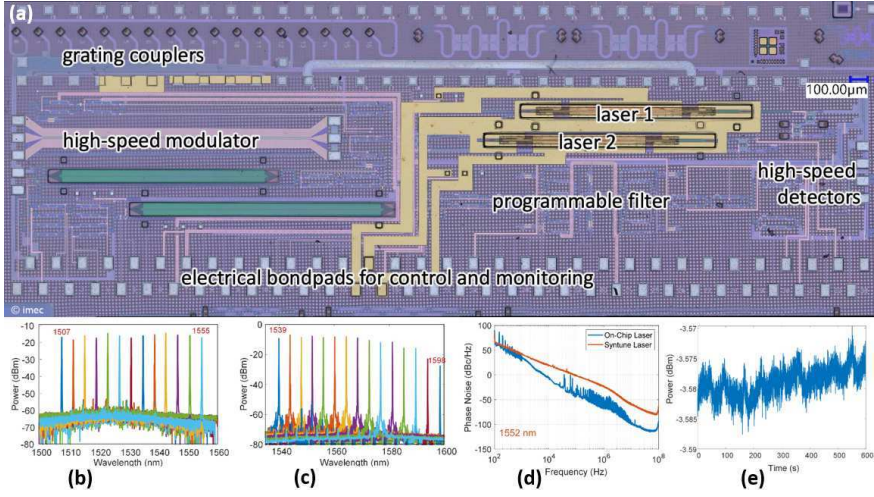 (a)
grating couplers
100.00µm
laser 1
high-speed modulator
laser 2
high-speed
detectors
programmable filter
electrical bondpads for control and monitoring
© imec
0
-10
-20
-30
-40
-50
-60
-70
-80
Power (dBm)
1507
1555
1500
1510
1520
1530
1540
1550
1560
Wavelength (nm)
(b)
0
-20
-40
-60
-80
Power (dBm)
1539
1598
1540
1560
1580
1600
Wavelength (nm)
(c)
100
50
0
-50
-100
-150
Phase Noise (dBc/Hz)
On-Chip Laser
Syntune Laser
1552 nm
10²
10⁴
10⁶
10⁸
Frequency (Hz)
(d)
-3.57
-3.575
-3.58
-3.585
-3.59
Power (dBm)
0
100
200
300
400
500
600
Time (s)
(e)